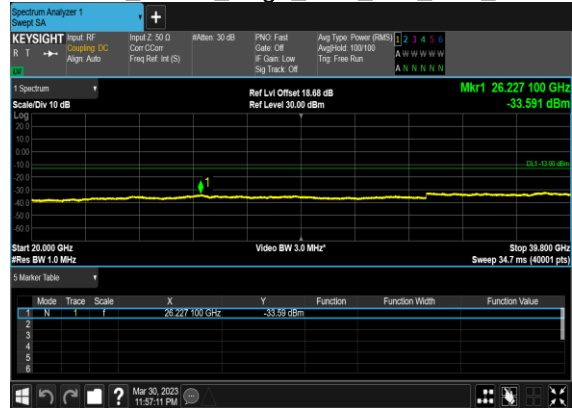 Spectrum Analyzer 1
Swept SA
+
KEYSIGHT Input: RF Input Z: 50 Ω #Atten: 30 dB PNO: Fast Avg Type: Power (RMS) 1 2 3 4 5 6
R T Coupling: DC Corr CCorr Gate: Off Avg|Hold: 100/100 A W W W W W
Align: Auto Freq Ref: Int (S) IF Gain: Low Trig: Free Run
LW Sig Track: Off A N N N N N
1 Spectrum Ref Lvl Offset 18.68 dB Mkr1 26.227 100 GHz
Scale/Div 10 dB Ref Level 30.00 dBm -33.591 dBm
Log
20.0
10.0
0.00
-10.0 DL1 -13.00 dBm
-20.0
1
-30.0
-40.0
-50.0
-60.0
Start 20.000 GHz Video BW 3.0 MHz* Stop 39.800 GHz
#Res BW 1.0 MHz Sweep 34.7 ms (40001 pts)
5 Marker Table
Mode Trace Scale X Y Function Function Width Function Value
1 N 1 f 26.227 100 GHz -33.59 dBm
2
3
4
5
6
? Mar 30, 2023
11:57:11 PM